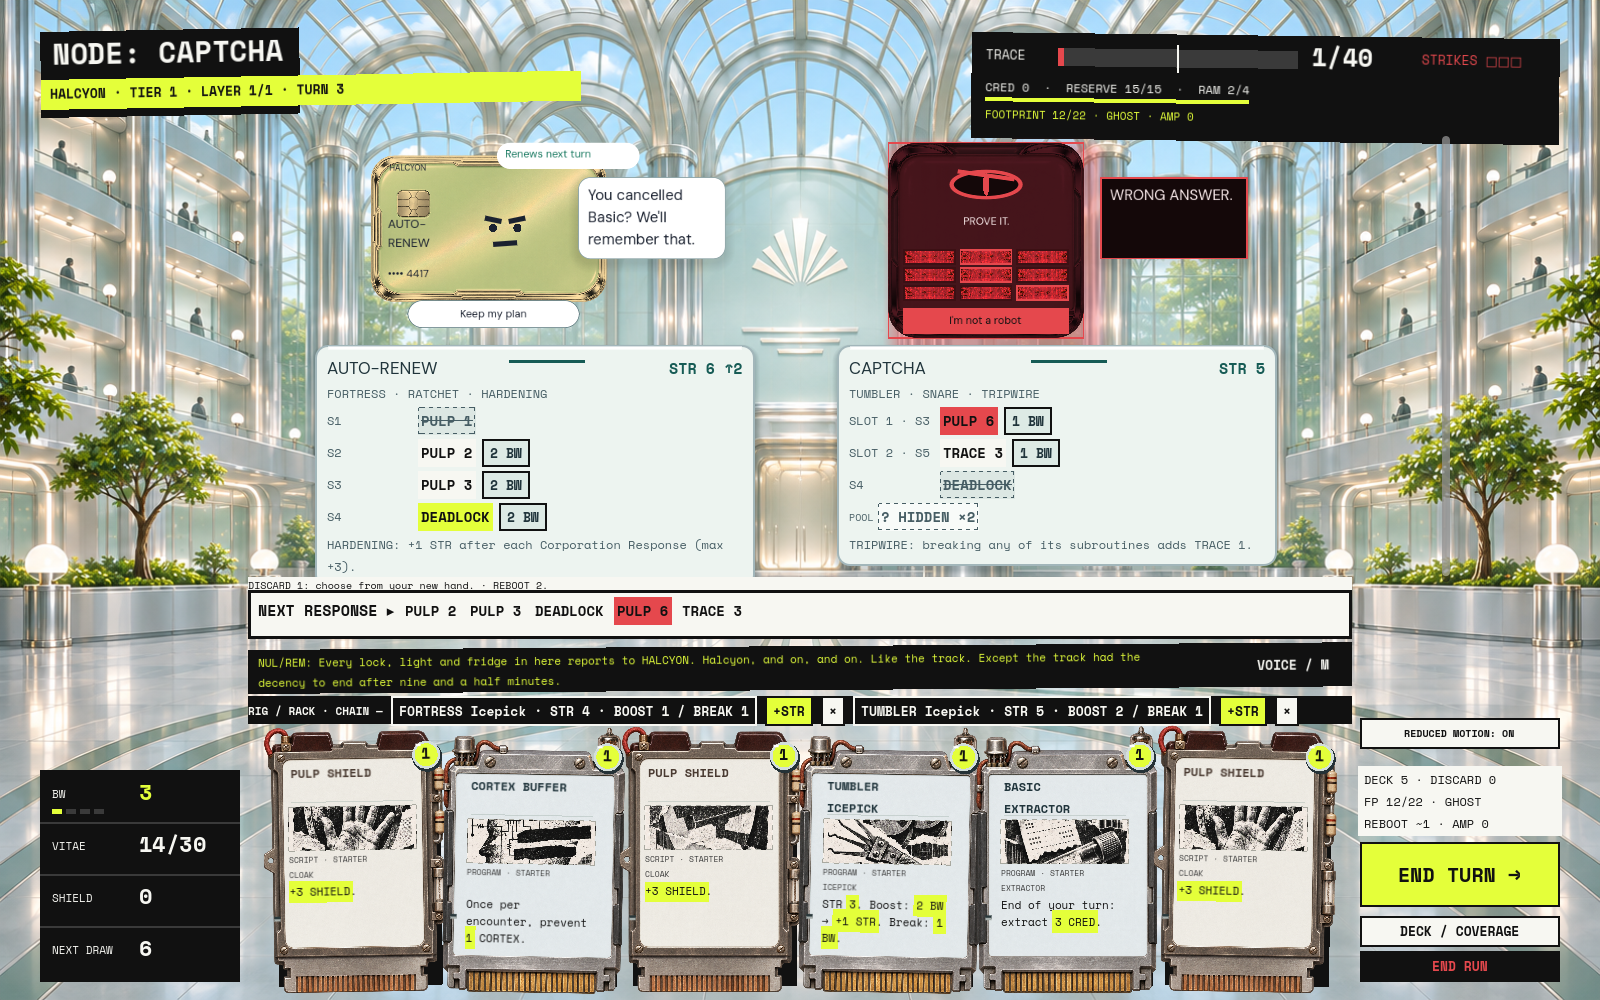 NODE: CAPTCHA
HALCYON · TIER 1 · LAYER 1/1 · TURN 3
TRACE 1/40 STRIKES □□□
CRED 0 · RESERVE 15/15 · RAM 2/4
FOOTPRINT 12/22 · GHOST · AMP 0
HALCYON
Renews next turn
AUTO-
RENEW
•••• 4417
You cancelled
Basic? We'll
remember that.
Keep my plan
PROVE IT.
I'm not a robot
WRONG ANSWER.
AUTO-RENEW STR 6 ↑2
FORTRESS · RATCHET · HARDENING
S1 PULP 1
S2 PULP 2 2 BW
S3 PULP 3 2 BW
S4 DEADLOCK 2 BW
HARDENING: +1 STR after each Corporation Response (max
+3).
CAPTCHA STR 5
TUMBLER · SNARE · TRIPWIRE
SLOT 1 · S3 PULP 6 1 BW
SLOT 2 · S5 TRACE 3 1 BW
S4 DEADLOCK
POOL ? HIDDEN ×2
TRIPWIRE: breaking any of its subroutines adds TRACE 1.
DISCARD 1: choose from your new hand. · REBOOT 2.
NEXT RESPONSE ▸ PULP 2 PULP 3 DEADLOCK PULP 6 TRACE 3
NUL/REM: Every lock, light and fridge in here reports to HALCYON. Halcyon, and on, and on. Like the track. Except the track had the
decency to end after nine and a half minutes.
VOICE / M
RIG / RACK · CHAIN — FORTRESS Icepick · STR 4 · BOOST 1 / BREAK 1 +STR × TUMBLER Icepick · STR 5 · BOOST 2 / BREAK 1 +STR ×
PULP SHIELD 1
SCRIPT · STARTER
CLOAK
+3 SHIELD.
CORTEX BUFFER 1
PROGRAM · STARTER
Once per
encounter, prevent
1 CORTEX.
PULP SHIELD 1
SCRIPT · STARTER
CLOAK
+3 SHIELD.
TUMBLER 1
ICEPICK
PROGRAM · STARTER
ICEPICK
STR 3. Boost: 2 BW
→ +1 STR. Break: 1
BW.
BASIC 1
EXTRACTOR
PROGRAM · STARTER
EXTRACTOR
End of your turn:
extract 3 CRED.
PULP SHIELD 1
SCRIPT · STARTER
CLOAK
+3 SHIELD.
BW 3
VITAE 14/30
SHIELD 0
NEXT DRAW 6
REDUCED MOTION: ON
DECK 5 · DISCARD 0
FP 12/22 · GHOST
REBOOT ~1 · AMP 0
END TURN →
DECK / COVERAGE
END RUN